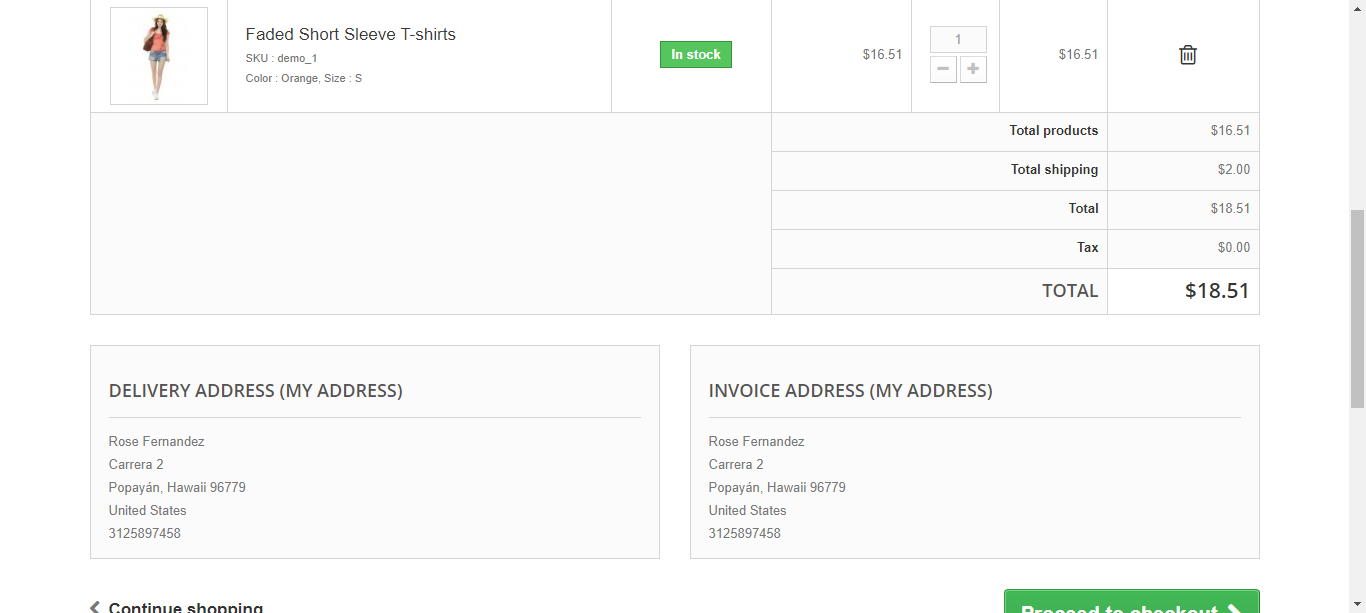 Faded Short Sleeve T-shirts
SKU : demo_1
Color : Orange, Size : S
In stock
$16.51
1
$16.51
Total products $16.51
Total shipping $2.00
Total $18.51
Tax $0.00
TOTAL $18.51
DELIVERY ADDRESS (MY ADDRESS)
Rose Fernandez
Carrera 2
Popayán, Hawaii 96779
United States
3125897458
INVOICE ADDRESS (MY ADDRESS)
Rose Fernandez
Carrera 2
Popayán, Hawaii 96779
United States
3125897458
Continue shopping
Proceed to checkout